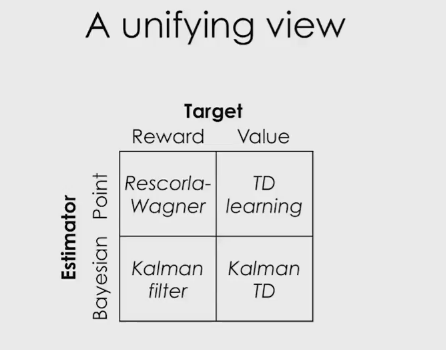 A unifying view
Target
Reward Value
Estimator
Point
Bayesian
Rescorla-
Wagner
TD
learning
Kalman
filter
Kalman
TD